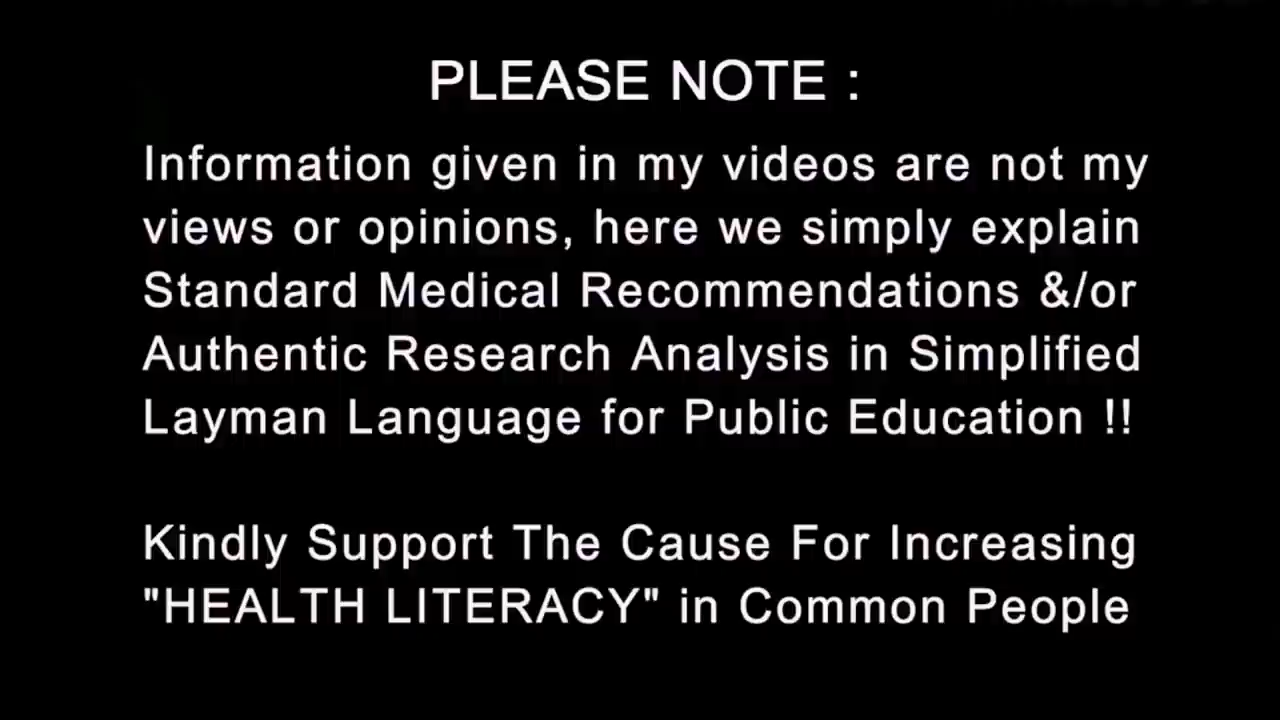 PLEASE NOTE :
Information given in my videos are not my
views or opinions, here we simply explain
Standard Medical Recommendations &/or
Authentic Research Analysis in Simplified
Layman Language for Public Education !!
Kindly Support The Cause For Increasing
"HEALTH LITERACY" in Common People